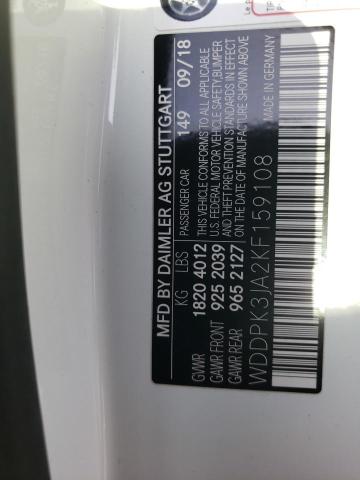 MFD BY DAIMLER AG STUTTGART
KG LBS PASSENGER CAR 149 09/18
GVWR 1820 4012 THIS VEHICLE CONFORMS TO ALL APPLICABLE
GAWR FRONT 925 2039 U.S. FEDERAL MOTOR VEHICLE SAFETY,BUMPER
GAWR REAR 965 2127 AND THEFT PREVENTION STANDARDS IN EFFECT
ON THE DATE OF MANUFACTURE SHOWN ABOVE
WDDPK3JA2KF159108 MADE IN GERMANY